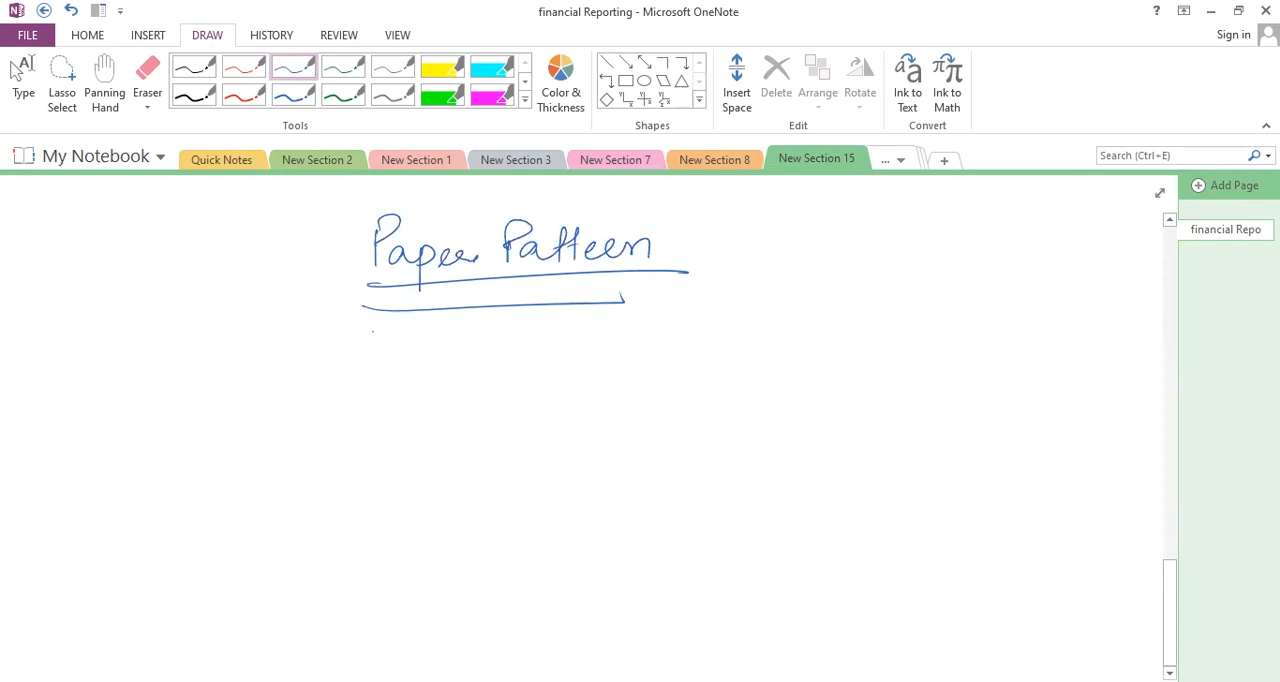 financial Reporting - Microsoft OneNote
?
Sign in
FILE HOME INSERT DRAW HISTORY REVIEW VIEW
Type
Lasso Select
Panning Hand
Eraser
Color & Thickness
Insert Space
Delete
Arrange
Rotate
Ink to Text
Ink to Math
Tools
Shapes
Edit
Convert
My Notebook
Quick Notes
New Section 2
New Section 1
New Section 3
New Section 7
New Section 8
New Section 15
...
Search (Ctrl+E)
Add Page
financial Repo
Paper Pattern